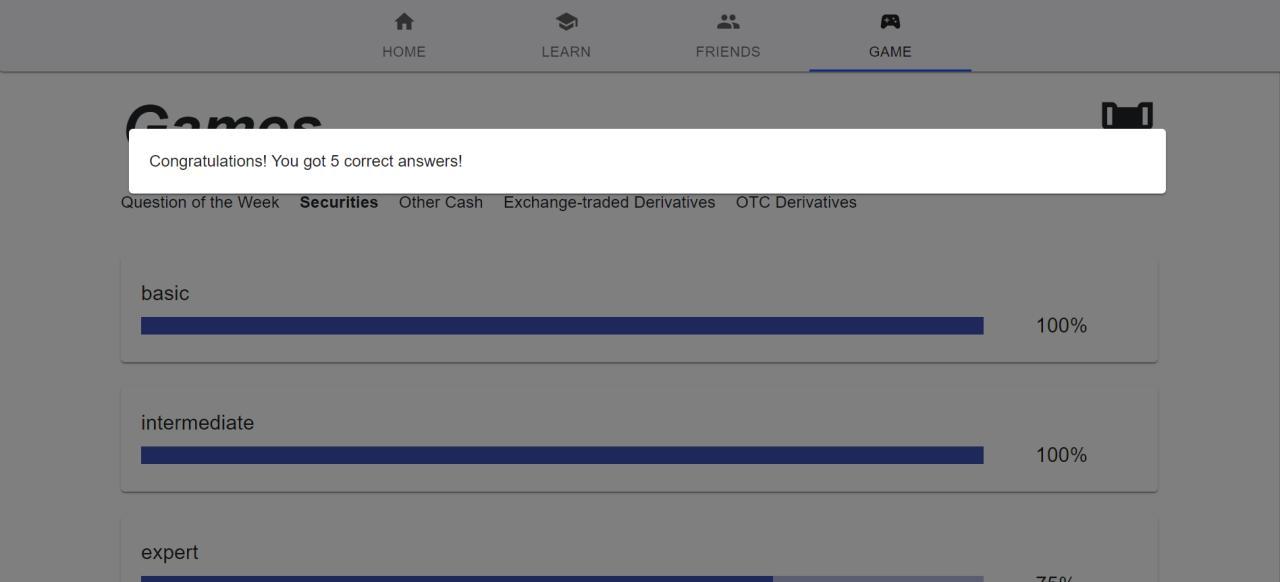 HOME LEARN FRIENDS GAME
Games
Congratulations! You got 5 correct answers!
Question of the Week Securities Other Cash Exchange-traded Derivatives OTC Derivatives
basic
100%
intermediate
100%
expert
75%